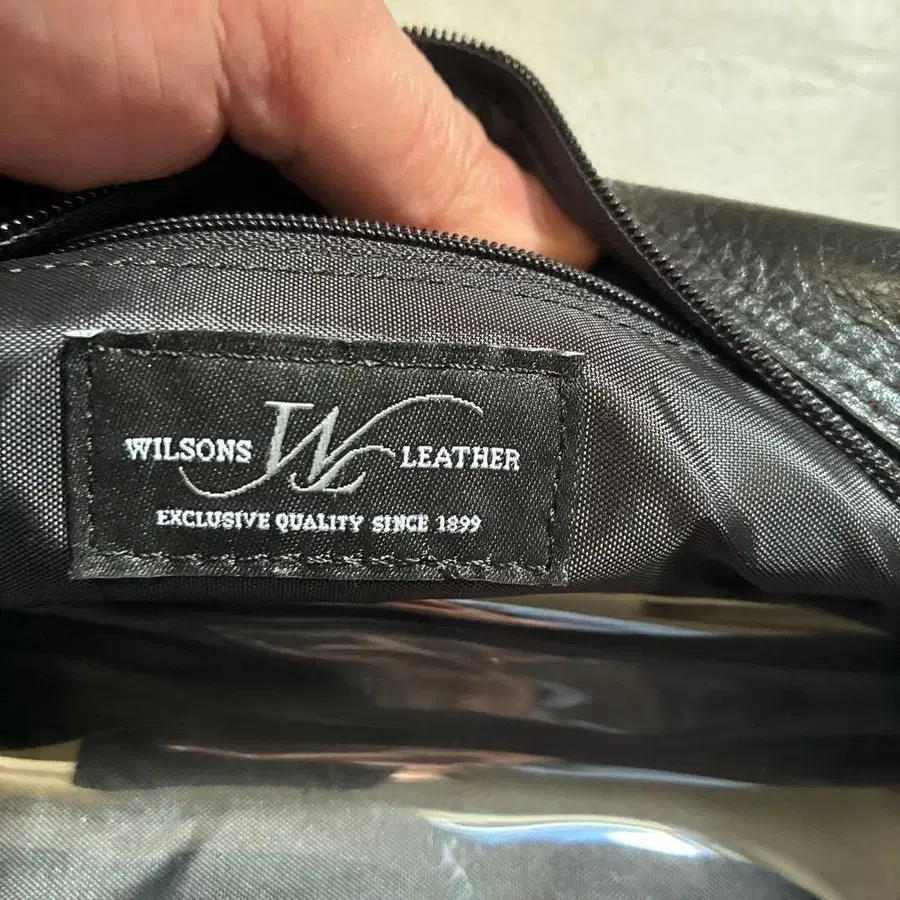 WILSONS WL LEATHER
EXCLUSIVE QUALITY SINCE 1899